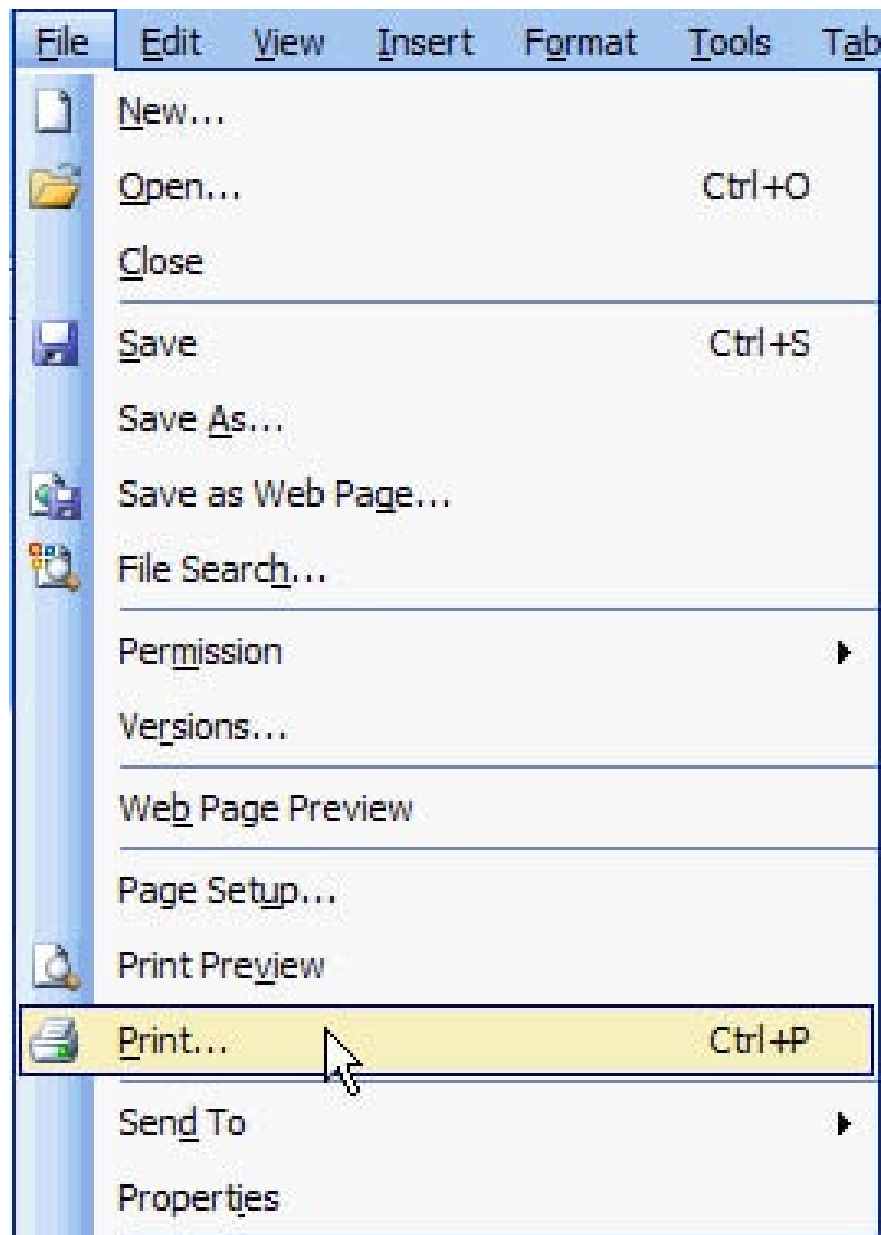 File Edit View Insert Format Tools Tab
New...
Open... Ctrl+O
Close
Save Ctrl+S
Save As...
Save as Web Page...
File Search...
Permission
Versions...
Web Page Preview
Page Setup...
Print Preview
Print... Ctrl+P
Send To
Properties